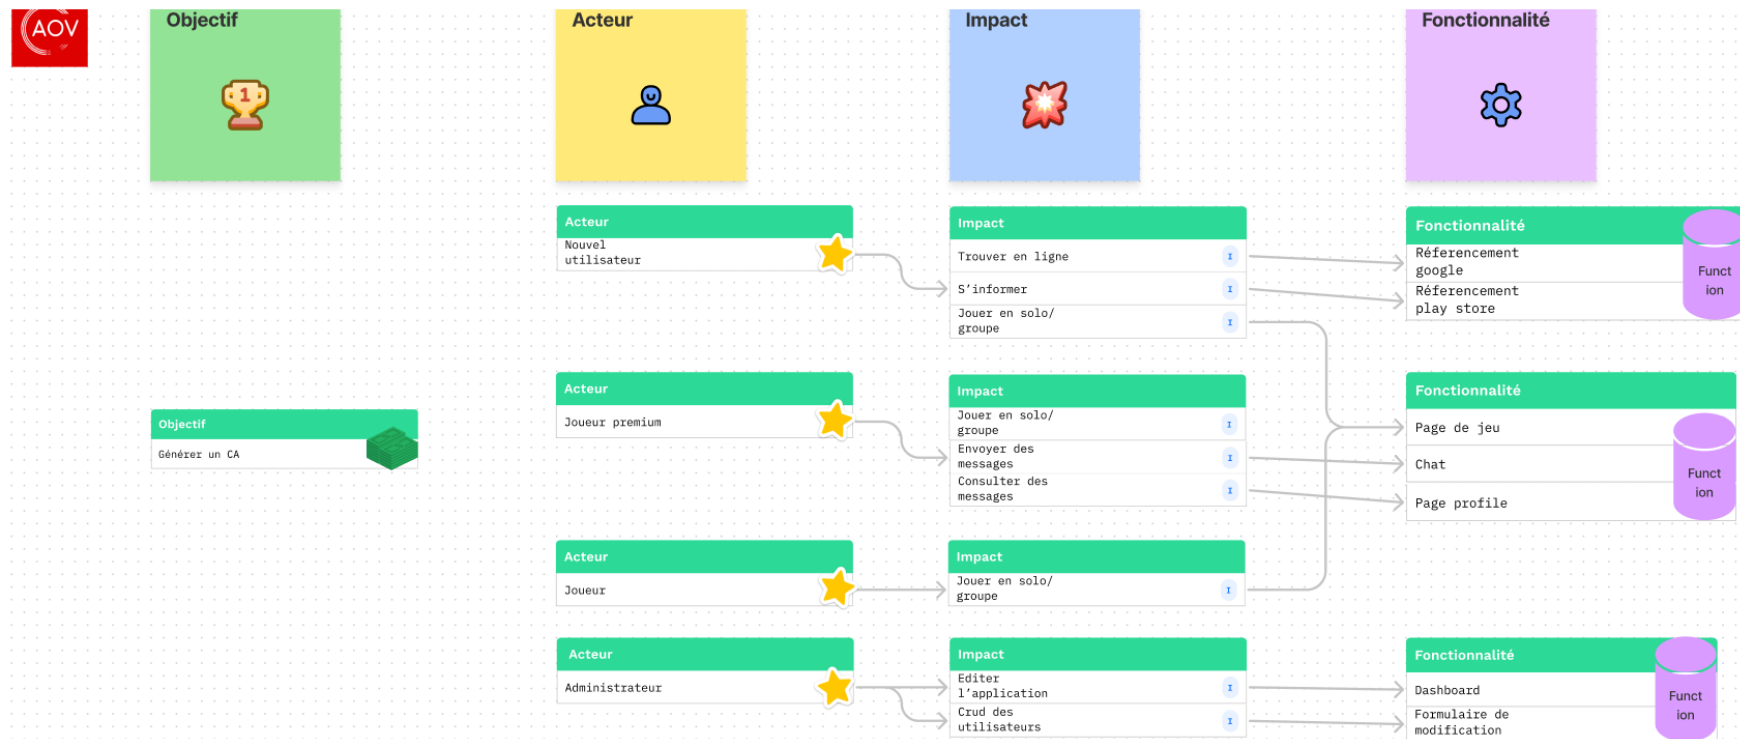 AOV
Objectif
Acteur
Impact
Fonctionnalité
1
Acteur
Nouvel
utilisateur
Impact
Trouver en ligne
I
S'informer
I
Jouer en solo/
groupe
I
Fonctionnalité
Réferencement
google
Réferencement
play store
Funct
ion
Objectif
Générer un CA
Acteur
Joueur premium
Impact
Jouer en solo/
groupe
I
Envoyer des
messages
I
Consulter des
messages
I
Fonctionnalité
Page de jeu
Chat
Page profile
Funct
ion
Acteur
Joueur
Impact
Jouer en solo/
groupe
I
Acteur
Administrateur
Impact
Editer
l'application
I
Crud des
utilisateurs
I
Fonctionnalité
Dashboard
Formulaire de
modification
Funct
ion